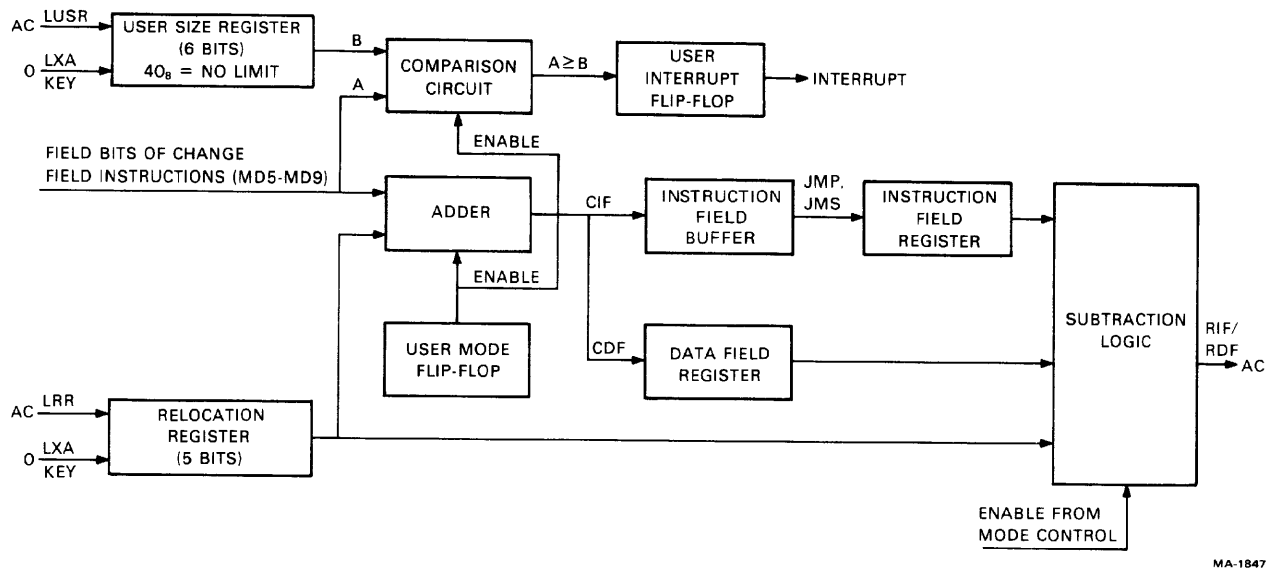 AC LUSR
0 LXA
KEY
USER SIZE REGISTER
(6 BITS)
40₈ = NO LIMIT
B
A
COMPARISON
CIRCUIT
A≥B
USER
INTERRUPT
FLIP-FLOP
INTERRUPT
ENABLE
FIELD BITS OF CHANGE
FIELD INSTRUCTIONS (MD5-MD9)
ADDER
CIF
INSTRUCTION
FIELD
BUFFER
JMP,
JMS
INSTRUCTION
FIELD
REGISTER
ENABLE
USER MODE
FLIP-FLOP
CDF
DATA FIELD
REGISTER
SUBTRACTION
LOGIC
RIF/
RDF
AC
AC LRR
0 LXA
KEY
RELOCATION
REGISTER
(5 BITS)
ENABLE FROM
MODE CONTROL
MA-1847